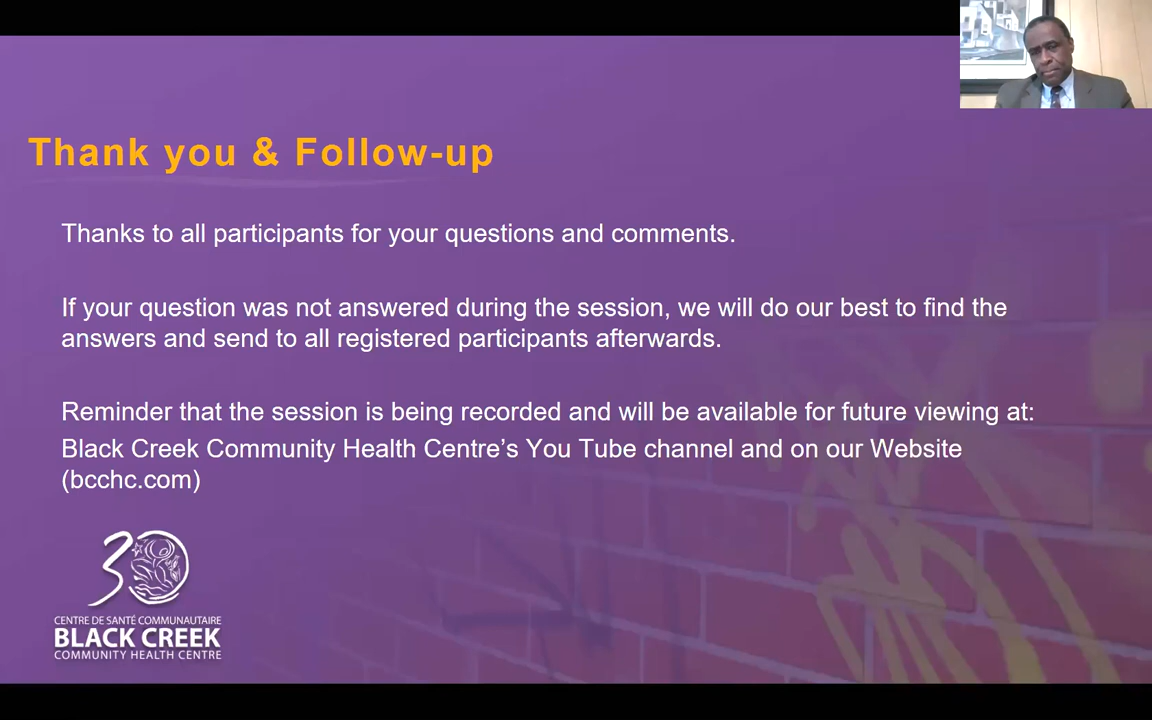 Thank you & Follow-up
Thanks to all participants for your questions and comments.
If your question was not answered during the session, we will do our best to find the
answers and send to all registered participants afterwards.
Reminder that the session is being recorded and will be available for future viewing at:
Black Creek Community Health Centre’s You Tube channel and on our Website
(bcchc.com)
30
CENTRE DE SANTÉ COMMUNAUTAIRE
BLACK CREEK
COMMUNITY HEALTH CENTRE